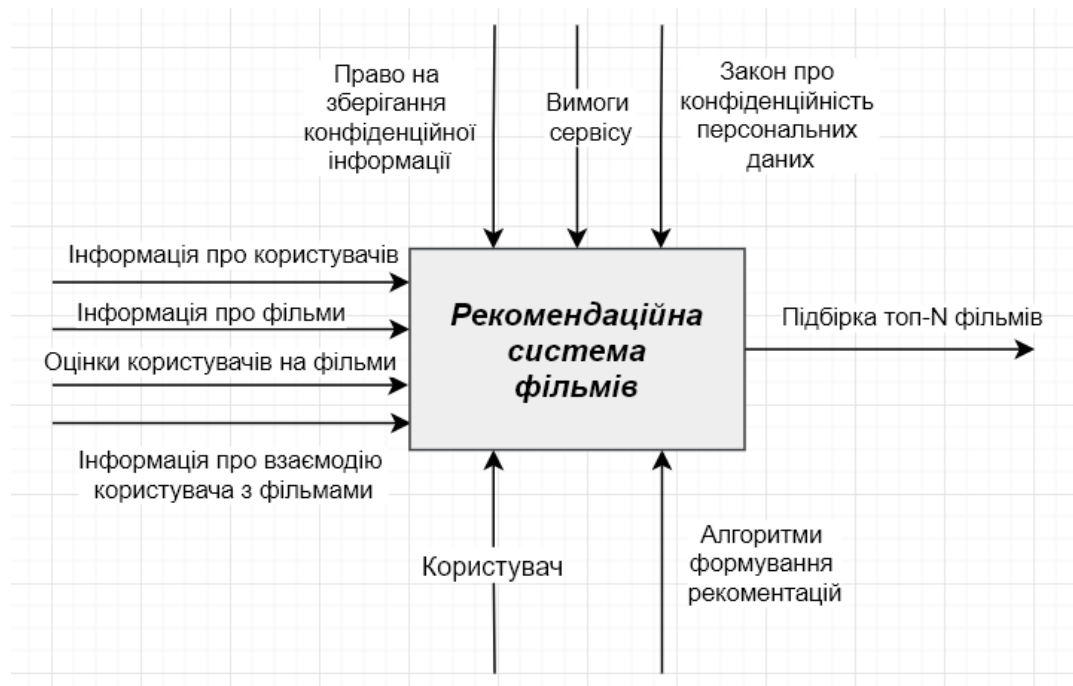 Право на
зберігання
конфіденційної
інформації
Вимоги
сервісу
Закон про
конфіденційність
персональних
даних
Інформація про користувачів
Інформація про фільми
Оцінки користувачів на фільми
Інформація про взаємодію
користувача з фільмами
Рекомендаційна
система
фільмів
Підбірка топ-N фільмів
Користувач
Алгоритми
формування
рекоментацій